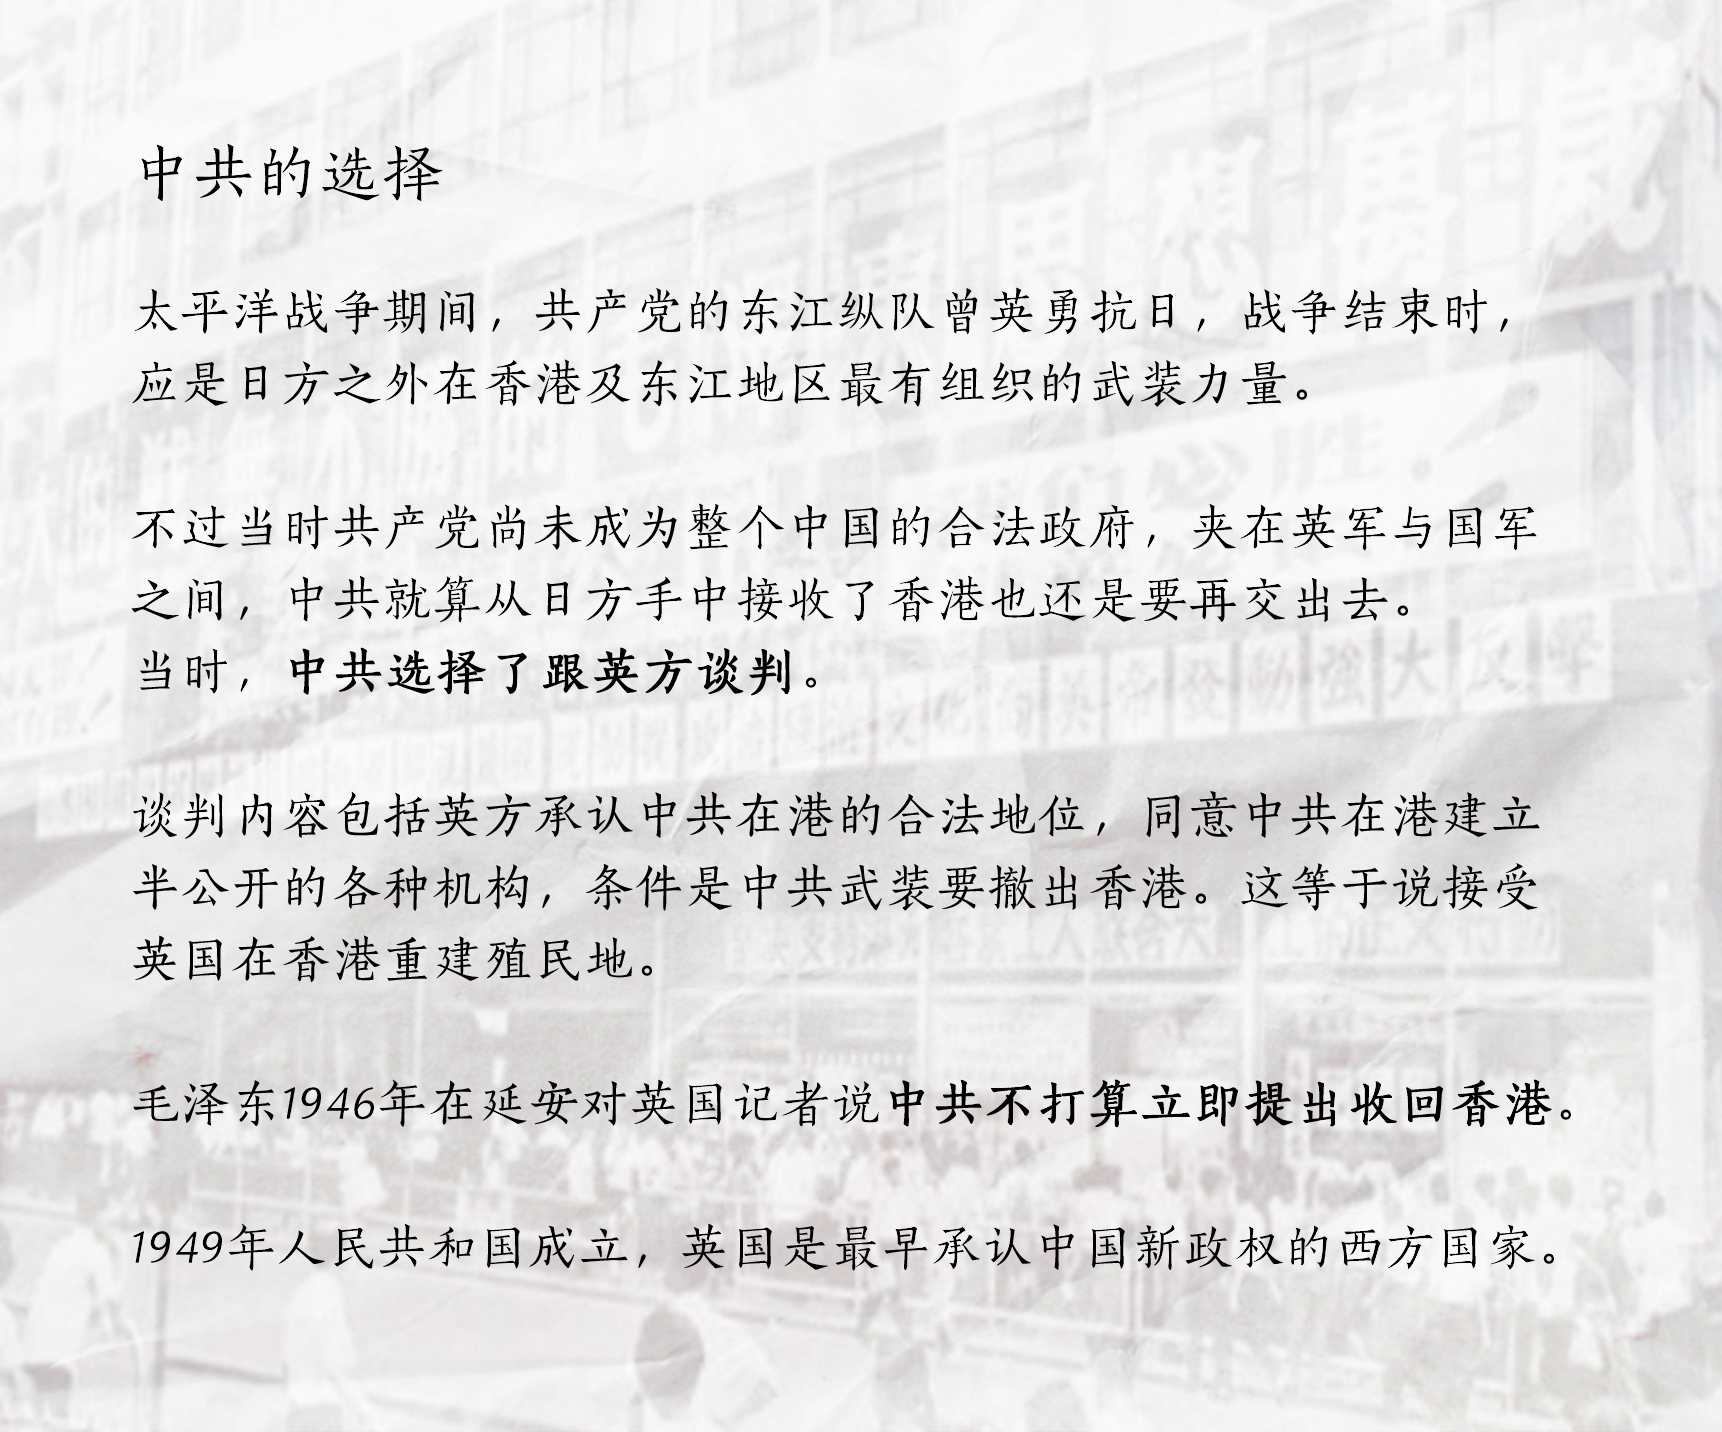 中共的选择
太平洋战争期间，共产党的东江纵队曾英勇抗日，战争结束时，
应是日方之外在香港及东江地区最有组织的武装力量。
不过当时共产党尚未成为整个中国的合法政府，夹在英军与国军
之间，中共就算从日方手中接收了香港也还是要再交出去。
当时，中共选择了跟英方谈判。
谈判内容包括英方承认中共在港的合法地位，同意中共在港建立
半公开的各种机构，条件是中共武装要撤出香港。这等于说接受
英国在香港重建殖民地。
毛泽东1946年在延安对英国记者说中共不打算立即提出收回香港。
1949年人民共和国成立，英国是最早承认中国新政权的西方国家。